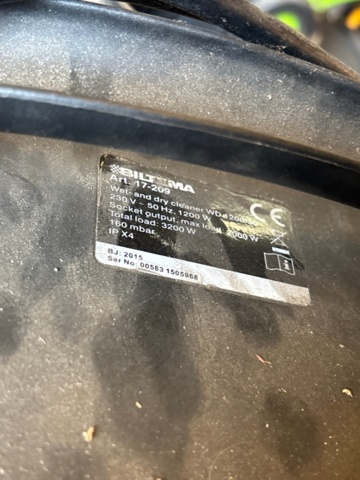 BILTEMA
Art. 17-209
Wet- and dry cleaner
230 V ~ 50 Hz, 1200 W
Socket output, max load: 2000 W
Total load: 3200 W
160 mbar.
IP X4
CE
BJ: 2015
Ser No: 00583 1505968